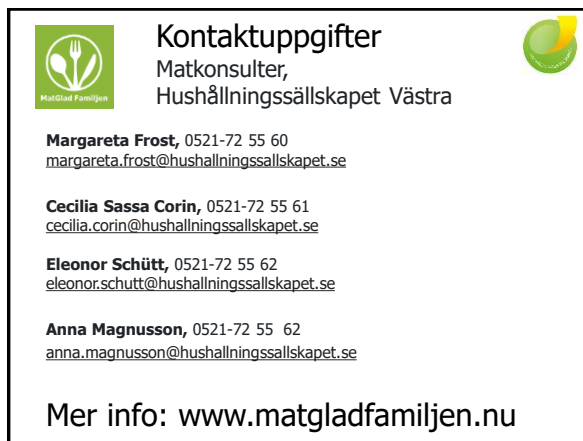 MatGlad Familjen
Kontaktuppgifter
Matkonsulter,
Hushållningssällskapet Västra
Margareta Frost, 0521-72 55 60
margareta.frost@hushallningssallskapet.se
Cecilia Sassa Corin, 0521-72 55 61
cecilia.corin@hushallningssallskapet.se
Eleonor Schütt, 0521-72 55 62
eleonor.schutt@hushallningssallskapet.se
Anna Magnusson, 0521-72 55  62
anna.magnusson@hushallningssallskapet.se
Mer info: www.matgladfamiljen.nu